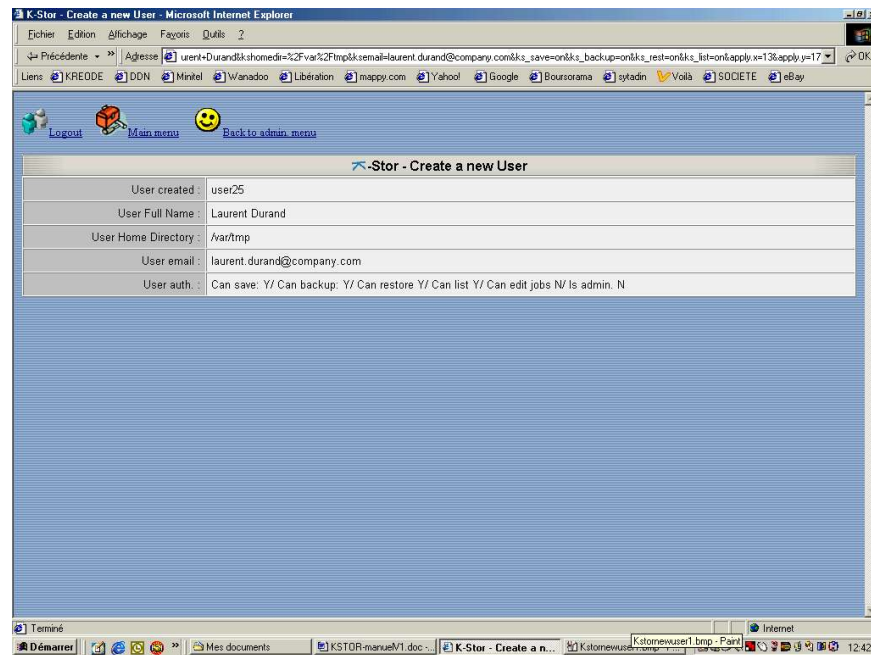 K-Stor - Create a new User - Microsoft Internet Explorer
Fichier Edition Affichage Favoris Outils ?
Précédente » Adresse urent+Durand&kshomedir=%2Fvar%2Ftmp&ksemail=laurent.durand@company.com&ks_save=on&ks_backup=on&ks_rest=on&ks_list=on&apply.x=13&apply.y=17 OK
Liens KREODE DDN Minitel Wanadoo Libération mappy.com Yahoo! Google Boursorama sytadin Voilà SOCIETE eBay
Logout Main menu Back to admin. menu
K-Stor - Create a new User
User created : user25
User Full Name : Laurent Durand
User Home Directory : /var/tmp
User email : laurent.durand@company.com
User auth. : Can save: Y/ Can backup: Y/ Can restore Y/ Can list Y/ Can edit jobs N/ Is admin. N
Terminé Internet
Kstornewuser1.bmp - Paint
Démarrer » Mes documents KSTOR-manuelV1.doc -... K-Stor - Create a n... 12:42